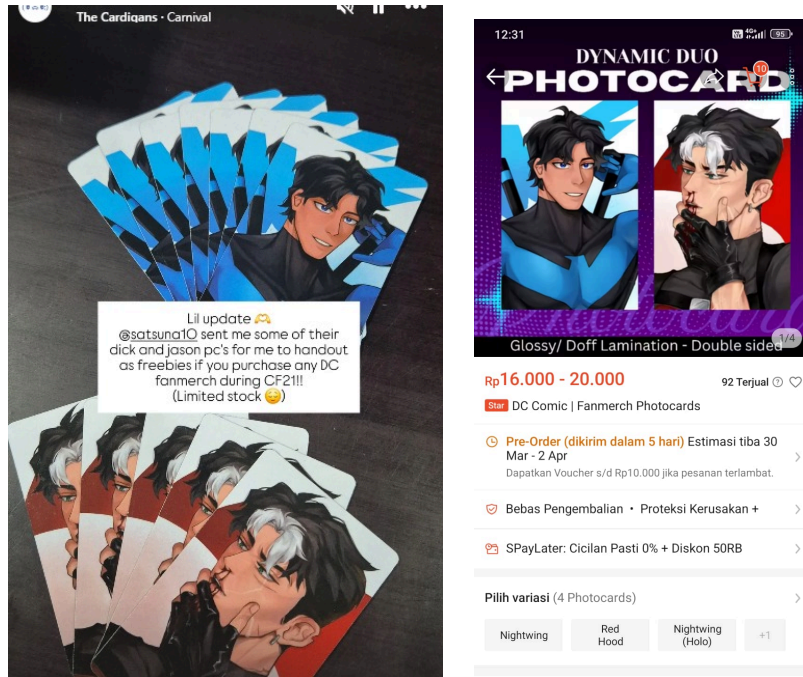 The Cardigans · Carnival
Lil update 🫶
@satsuna10 sent me some of their
dick and jason pc's for me to handout
as freebies if you purchase any DC
fanmerch during CF21!!
(Limited stock 😏)
12:31
4G+
95
DYNAMIC DUO
PHOTOCARD
10
1/4
Glossy/ Doff Lamination - Double sided
Rp16.000 - 20.000
92 Terjual
Star DC Comic | Fanmerch Photocards
Pre-Order (dikirim dalam 5 hari) Estimasi tiba 30
Mar - 2 Apr
Dapatkan Voucher s/d Rp10.000 jika pesanan terlambat.
Bebas Pengembalian • Proteksi Kerusakan +
SPayLater: Cicilan Pasti 0% + Diskon 50RB
Pilih variasi (4 Photocards)
Nightwing
Red
Hood
Nightwing
(Holo)
+1